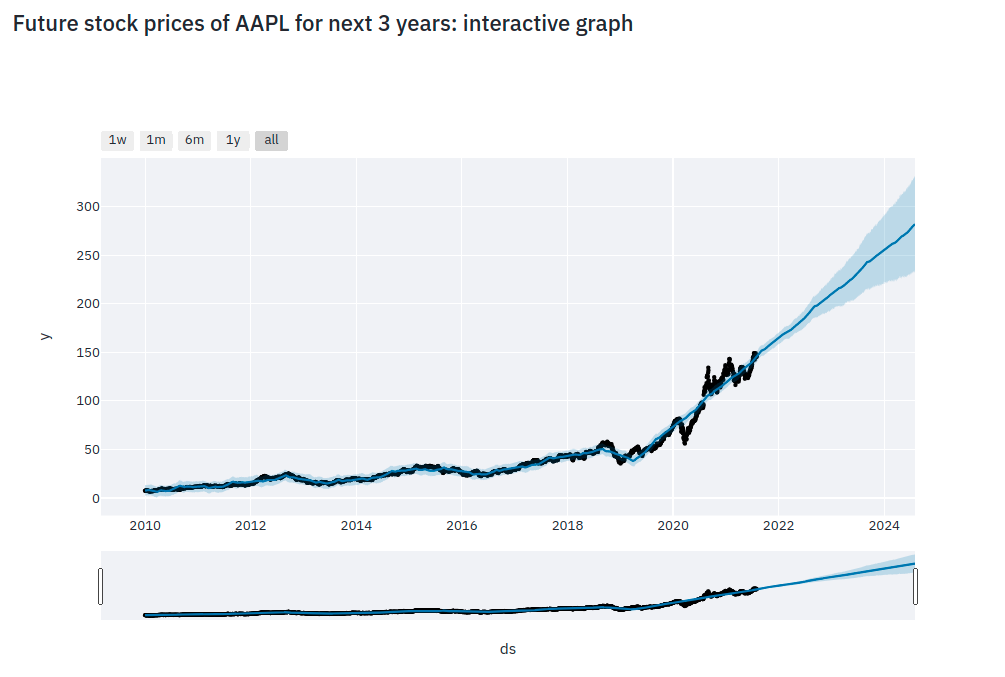 Future stock prices of AAPL for next 3 years: interactive graph
1w 1m 6m 1y all
300
250
200
150
100
50
0
y
2010 2012 2014 2016 2018 2020 2022 2024
ds